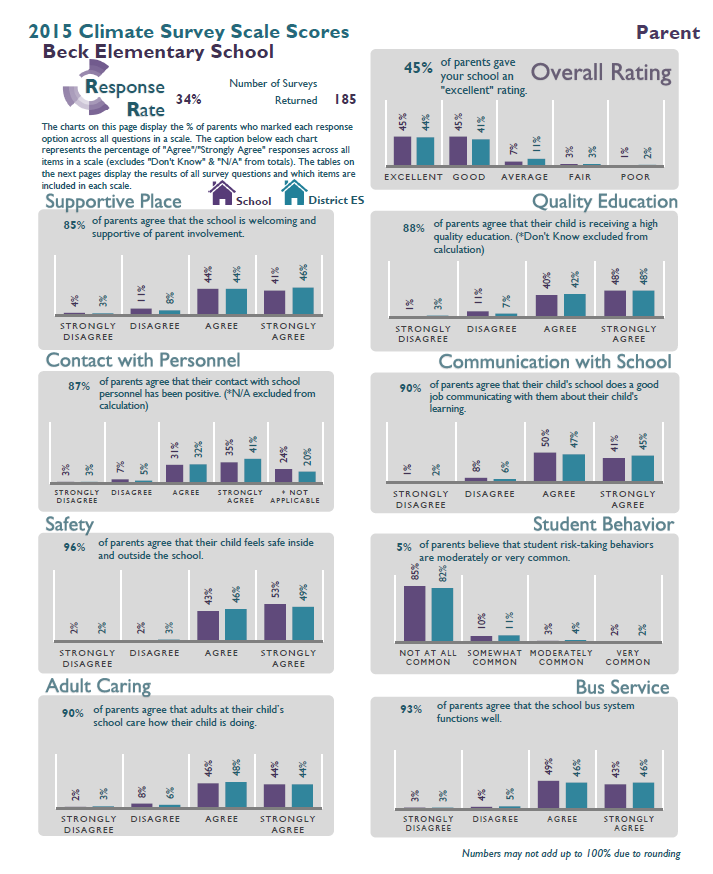 2015 Climate Survey Scale Scores
Parent
Beck Elementary School
Response
Rate 34%
Number of Surveys
Returned 185
The charts on this page display the % of parents who marked each response
option across all questions in a scale. The caption below each chart
represents the percentage of "Agree"/"Strongly Agree" responses across all
items in a scale (excludes "Don't Know" & "N/A" from totals). The tables on
the next pages display the results of all survey questions and which items are
included in each scale.
School District ES
45% of parents gave
your school an
"excellent" rating.
Overall Rating
45% 44% 45% 41% 7% 11% 3% 3% 1% 2%
EXCELLENT GOOD AVERAGE FAIR POOR
Supportive Place
85% of parents agree that the school is welcoming and
supportive of parent involvement.
4% 3% 11% 8% 44% 44% 41% 46%
STRONGLY DISAGREE AGREE STRONGLY
DISAGREE AGREE
Quality Education
88% of parents agree that their child is receiving a high
quality education. (*Don't Know excluded from
calculation)
1% 3% 11% 7% 40% 42% 48% 48%
STRONGLY DISAGREE AGREE STRONGLY
DISAGREE AGREE
Contact with Personnel
87% of parents agree that their contact with school
personnel has been positive. (*N/A excluded from
calculation)
3% 3% 7% 5% 31% 32% 35% 41% 24% 20%
STRONGLY DISAGREE AGREE STRONGLY * NOT
DISAGREE AGREE APPLICABLE
Communication with School
90% of parents agree that their child's school does a good
job communicating with them about their child's
learning.
1% 2% 8% 6% 50% 47% 41% 45%
STRONGLY DISAGREE AGREE STRONGLY
DISAGREE AGREE
Safety
96% of parents agree that their child feels safe inside
and outside the school.
2% 2% 2% 3% 43% 46% 53% 49%
STRONGLY DISAGREE AGREE STRONGLY
DISAGREE AGREE
Student Behavior
5% of parents believe that student risk-taking behaviors
are moderately or very common.
85% 82% 10% 11% 3% 4% 2% 2%
NOT AT ALL SOMEWHAT MODERATELY VERY
COMMON COMMON COMMON COMMON
Adult Caring
90% of parents agree that adults at their child's
school care how their child is doing.
2% 3% 8% 6% 46% 48% 44% 44%
STRONGLY DISAGREE AGREE STRONGLY
DISAGREE AGREE
Bus Service
93% of parents agree that the school bus system
functions well.
3% 3% 4% 5% 49% 46% 43% 46%
STRONGLY DISAGREE AGREE STRONGLY
DISAGREE AGREE
Numbers may not add up to 100% due to rounding